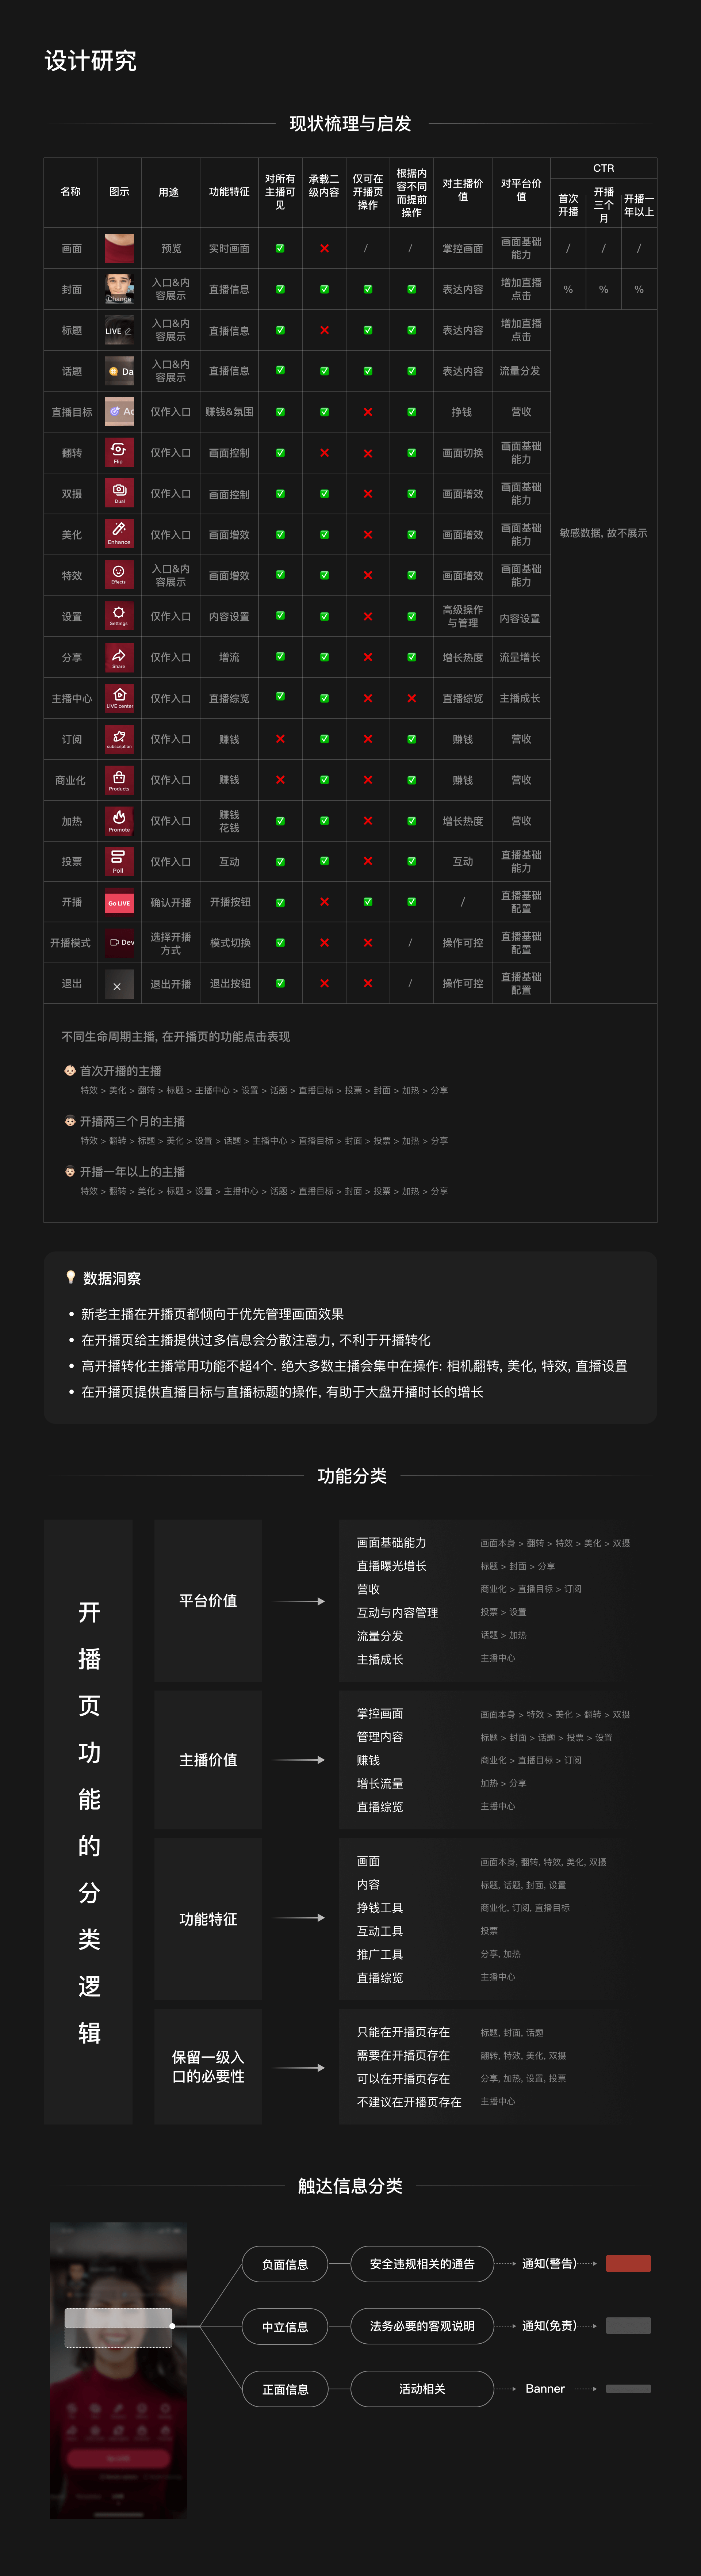 设计研究
现状梳理与启发
名称 图示 用途 功能特征 对所有主播可见 承载二级内容 仅可在开播页操作 根据内容不同而提前操作 对主播价值 对平台价值 CTR
首次开播 开播三个月 开播一年以上
画面 预览 实时画面 ✅ ❌ / / 掌控画面 画面基础能力 / / /
封面 Change 入口&内容展示 直播信息 ✅ ✅ ✅ ✅ 表达内容 增加直播点击 % % %
标题 LIVE 入口&内容展示 直播信息 ✅ ❌ ✅ ✅ 表达内容 增加直播点击
话题 Da 入口&内容展示 直播信息 ✅ ✅ ✅ ✅ 表达内容 流量分发
直播目标 Ac 仅作入口 赚钱&氛围 ✅ ✅ ❌ ✅ 挣钱 营收
翻转 Flip 仅作入口 画面控制 ✅ ❌ ❌ ✅ 画面切换 画面基础能力
双摄 Dual 仅作入口 画面控制 ✅ ✅ ❌ ✅ 画面增效 画面基础能力
美化 Enhance 仅作入口 画面增效 ✅ ✅ ❌ ✅ 画面增效 画面基础能力
敏感数据, 故不展示
特效 Effects 入口&内容展示 画面增效 ✅ ✅ ❌ ✅ 画面增效 画面基础能力
设置 Settings 仅作入口 内容设置 ✅ ✅ ❌ ✅ 高级操作与管理 内容设置
分享 Share 仅作入口 增流 ✅ ✅ ❌ ✅ 增长热度 流量增长
主播中心 LIVE center 仅作入口 直播综览 ✅ ✅ ❌ ❌ 直播综览 主播成长
订阅 subscription 仅作入口 赚钱 ❌ ✅ ❌ ✅ 赚钱 营收
商业化 Products 仅作入口 赚钱 ❌ ✅ ❌ ✅ 赚钱 营收
加热 Promote 仅作入口 赚钱花钱 ✅ ✅ ❌ ✅ 增长热度 营收
投票 Poll 仅作入口 互动 ✅ ✅ ❌ ✅ 互动 直播基础能力
开播 Go LIVE 确认开播 开播按钮 ✅ ❌ ✅ ✅ / 直播基础配置
开播模式 Dev 选择开播方式 模式切换 ✅ ❌ ❌ / 操作可控 直播基础配置
退出 退出开播 退出按钮 ✅ ❌ ❌ / 操作可控 直播基础配置
不同生命周期主播, 在开播页的功能点击表现
首次开播的主播
特效 > 美化 > 翻转 > 标题 > 主播中心 > 设置 > 话题 > 直播目标 > 投票 > 封面 > 加热 > 分享
开播两三个月的主播
特效 > 翻转 > 标题 > 美化 > 设置 > 话题 > 主播中心 > 直播目标 > 封面 > 投票 > 加热 > 分享
开播一年以上的主播
特效 > 翻转 > 美化 > 标题 > 设置 > 主播中心 > 话题 > 直播目标 > 封面 > 投票 > 加热 > 分享
数据洞察
• 新老主播在开播页都倾向于优先管理画面效果
• 在开播页给主播提供过多信息会分散注意力, 不利于开播转化
• 高开播转化主播常用功能不超4个. 绝大多数主播会集中在操作: 相机翻转, 美化, 特效, 直播设置
• 在开播页提供直播目标与直播标题的操作, 有助于大盘开播时长的增长
功能分类
开播页功能的分类逻辑
平台价值
画面基础能力 画面本身 > 翻转 > 特效 > 美化 > 双摄
直播曝光增长 标题 > 封面 > 分享
营收 商业化 > 直播目标 > 订阅
互动与内容管理 投票 > 设置
流量分发 话题 > 加热
主播成长 主播中心
主播价值
掌控画面 画面本身 > 特效 > 美化 > 翻转 > 双摄
管理内容 标题 > 封面 > 话题 > 投票 > 设置
赚钱 商业化 > 直播目标 > 订阅
增长流量 加热 > 分享
直播综览 主播中心
功能特征
画面 画面本身, 翻转, 特效, 美化, 双摄
内容 标题, 话题, 封面, 设置
挣钱工具 商业化, 订阅, 直播目标
互动工具 投票
推广工具 分享, 加热
直播综览 主播中心
保留一级入
口的必要性
只能在开播页存在 标题, 封面, 话题
需要在开播页存在 翻转, 特效, 美化, 双摄
可以在开播页存在 分享, 加热, 设置, 投票
不建议在开播页存在 主播中心
触达信息分类
负面信息 安全违规相关的通告 通知(警告)
中立信息 法务必要的客观说明 通知(免责)
正面信息 活动相关 Banner